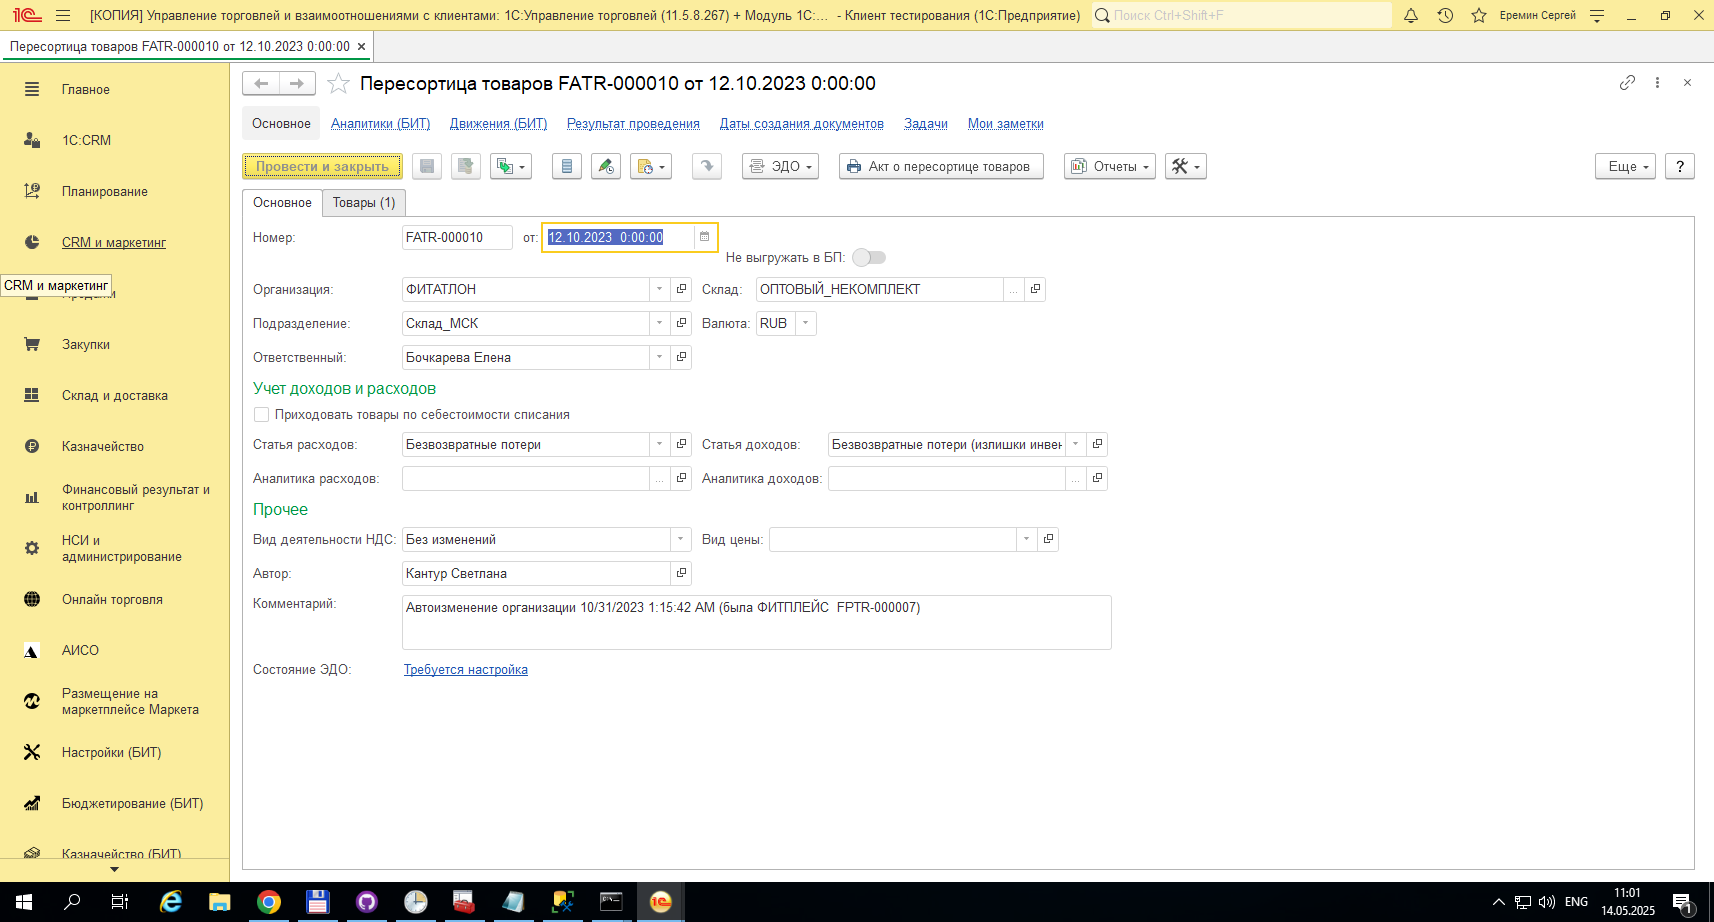 [КОПИЯ] Управление торговлей и взаимоотношениями с клиентами: 1С:Управление торговлей (11.5.8.267) + Модуль 1С:... - Клиент тестирования (1С:Предприятие)
Поиск Ctrl+Shift+F
Еремин Сергей
Пересортица товаров FATR-000010 от 12.10.2023 0:00:00
Главное
1С:CRM
Планирование
CRM и маркетинг
CRM и маркетинг
Закупки
Склад и доставка
Казначейство
Финансовый результат и
контроллинг
НСИ и
администрирование
Онлайн торговля
АИСО
Размещение на
маркетплейсе Маркета
Настройки (БИТ)
Бюджетирование (БИТ)
Казначейство (БИТ)
Пересортица товаров FATR-000010 от 12.10.2023 0:00:00
Основное Аналитики (БИТ) Движения (БИТ) Результат проведения Даты создания документов Задачи Мои заметки
Провести и закрыть ЭДО Акт о пересортице товаров Отчеты Еще ?
Основное Товары (1)
Номер: FATR-000010 от: 12.10.2023 0:00:00
Не выгружать в БП:
Организация: ФИТАТЛОН Склад: ОПТОВЫЙ_НЕКОМПЛЕКТ
Подразделение: Склад_МСК Валюта: RUB
Ответственный: Бочкарева Елена
Учет доходов и расходов
Приходовать товары по себестоимости списания
Статья расходов: Безвозвратные потери Статья доходов: Безвозвратные потери (излишки инвен
Аналитика расходов: Аналитика доходов:
Прочее
Вид деятельности НДС: Без изменений Вид цены:
Автор: Кантур Светлана
Комментарий: Автоизменение организации 10/31/2023 1:15:42 AM (была ФИТПЛЕЙС FPTR-000007)
Состояние ЭДО: Требуется настройка
ENG
11:01
14.05.2025
1